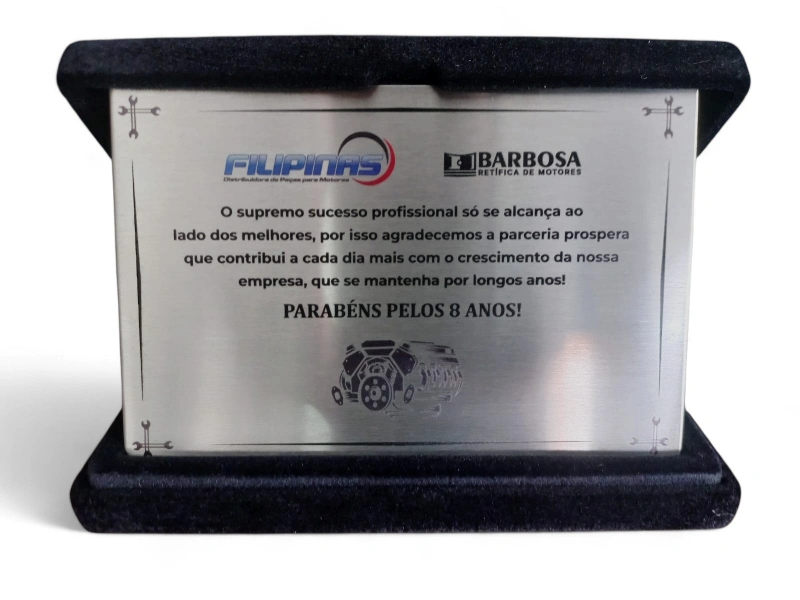 FILIPINAS
Distribuidora de Peças para Motores
BARBOSA
RETÍFICA DE MOTORES
O supremo sucesso profissional só se alcança ao
lado dos melhores, por isso agradecemos a parceria prospera
que contribui a cada dia mais com o crescimento da nossa
empresa, que se mantenha por longos anos!
PARABÉNS PELOS 8 ANOS!